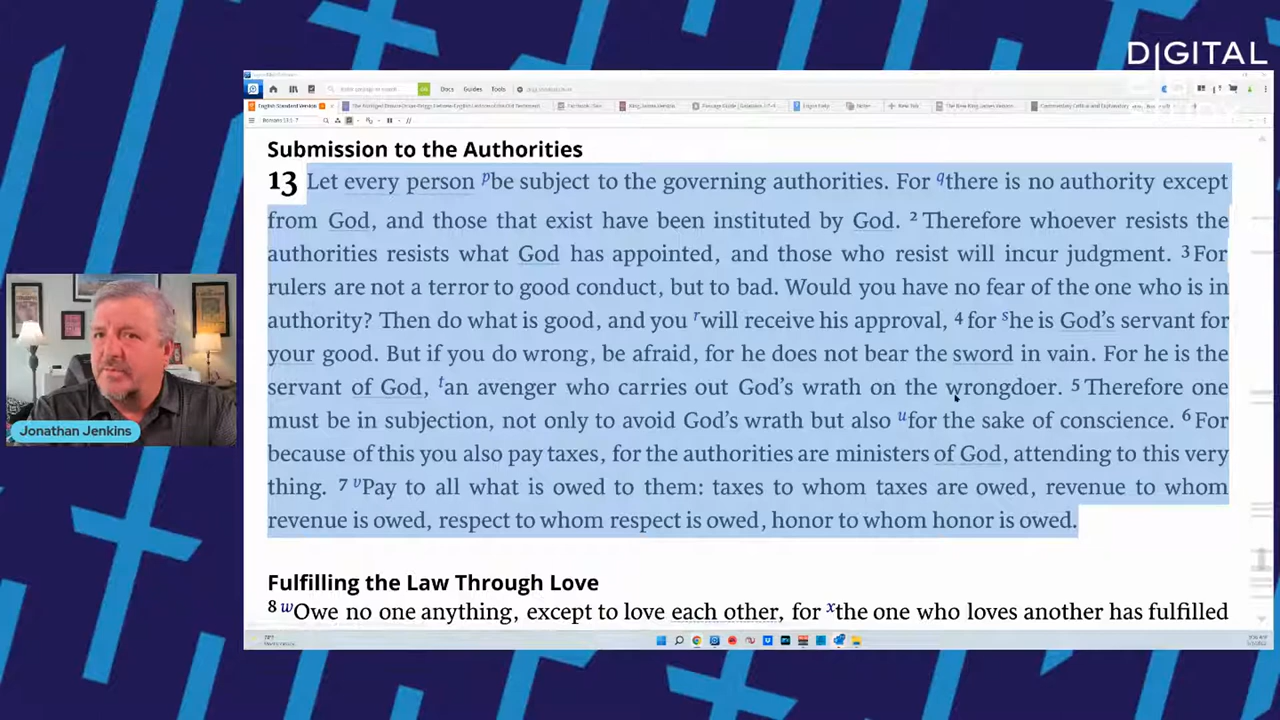 DIGITAL
Docs Guides Tools
English Standard Version
Submission to the Authorities
13 Let every person pbe subject to the governing authorities. For qthere is no authority except
from God, and those that exist have been instituted by God. 2 Therefore whoever resists the
authorities resists what God has appointed, and those who resist will incur judgment. 3 For
rulers are not a terror to good conduct, but to bad. Would you have no fear of the one who is in
authority? Then do what is good, and you rwill receive his approval, 4 for she is God's servant for
your good. But if you do wrong, be afraid, for he does not bear the sword in vain. For he is the
servant of God, tan avenger who carries out God's wrath on the wrongdoer. 5 Therefore one
must be in subjection, not only to avoid God's wrath but also ufor the sake of conscience. 6 For
because of this you also pay taxes, for the authorities are ministers of God, attending to this very
thing. 7 vPay to all what is owed to them: taxes to whom taxes are owed, revenue to whom
revenue is owed, respect to whom respect is owed, honor to whom honor is owed.
Fulfilling the Law Through Love
8 wOwe no one anything, except to love each other, for xthe one who loves another has fulfilled
Jonathan Jenkins